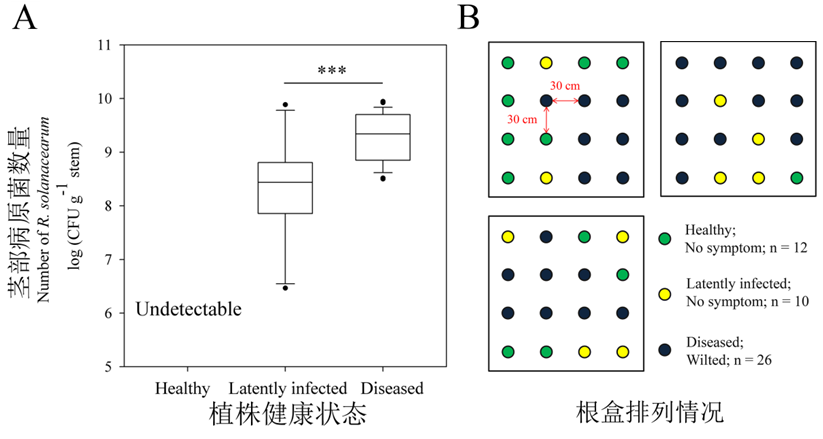 A
11
10
9
8
7
6
5
茎部病原菌数量
Number of R. solanacearum
log (CFU g-1 stem)
***
Undetectable
Healthy
Latently infected
Diseased
植株健康状态
B
30 cm
30 cm
Healthy;
No symptom; n = 12
Latently infected;
No symptom; n = 10
Diseased;
Wilted; n = 26
根盒排列情况